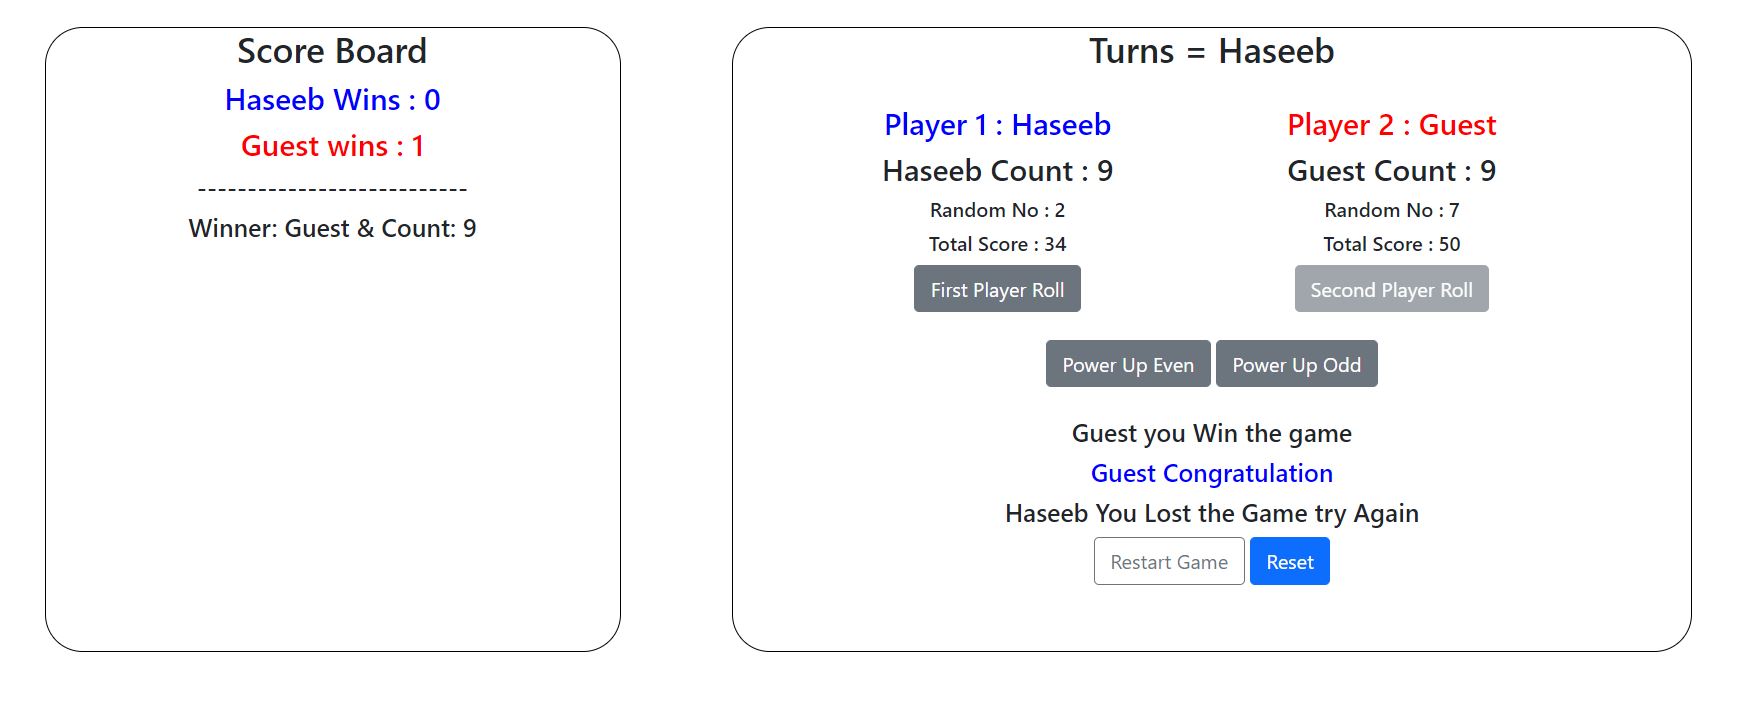 Score Board
Haseeb Wins : 0
Guest wins : 1
---------------------------
Winner: Guest & Count: 9
Turns = Haseeb
Player 1 : Haseeb
Haseeb Count : 9
Random No : 2
Total Score : 34
First Player Roll
Player 2 : Guest
Guest Count : 9
Random No : 7
Total Score : 50
Second Player Roll
Power Up Even Power Up Odd
Guest you Win the game
Guest Congratulation
Haseeb You Lost the Game try Again
Restart Game Reset